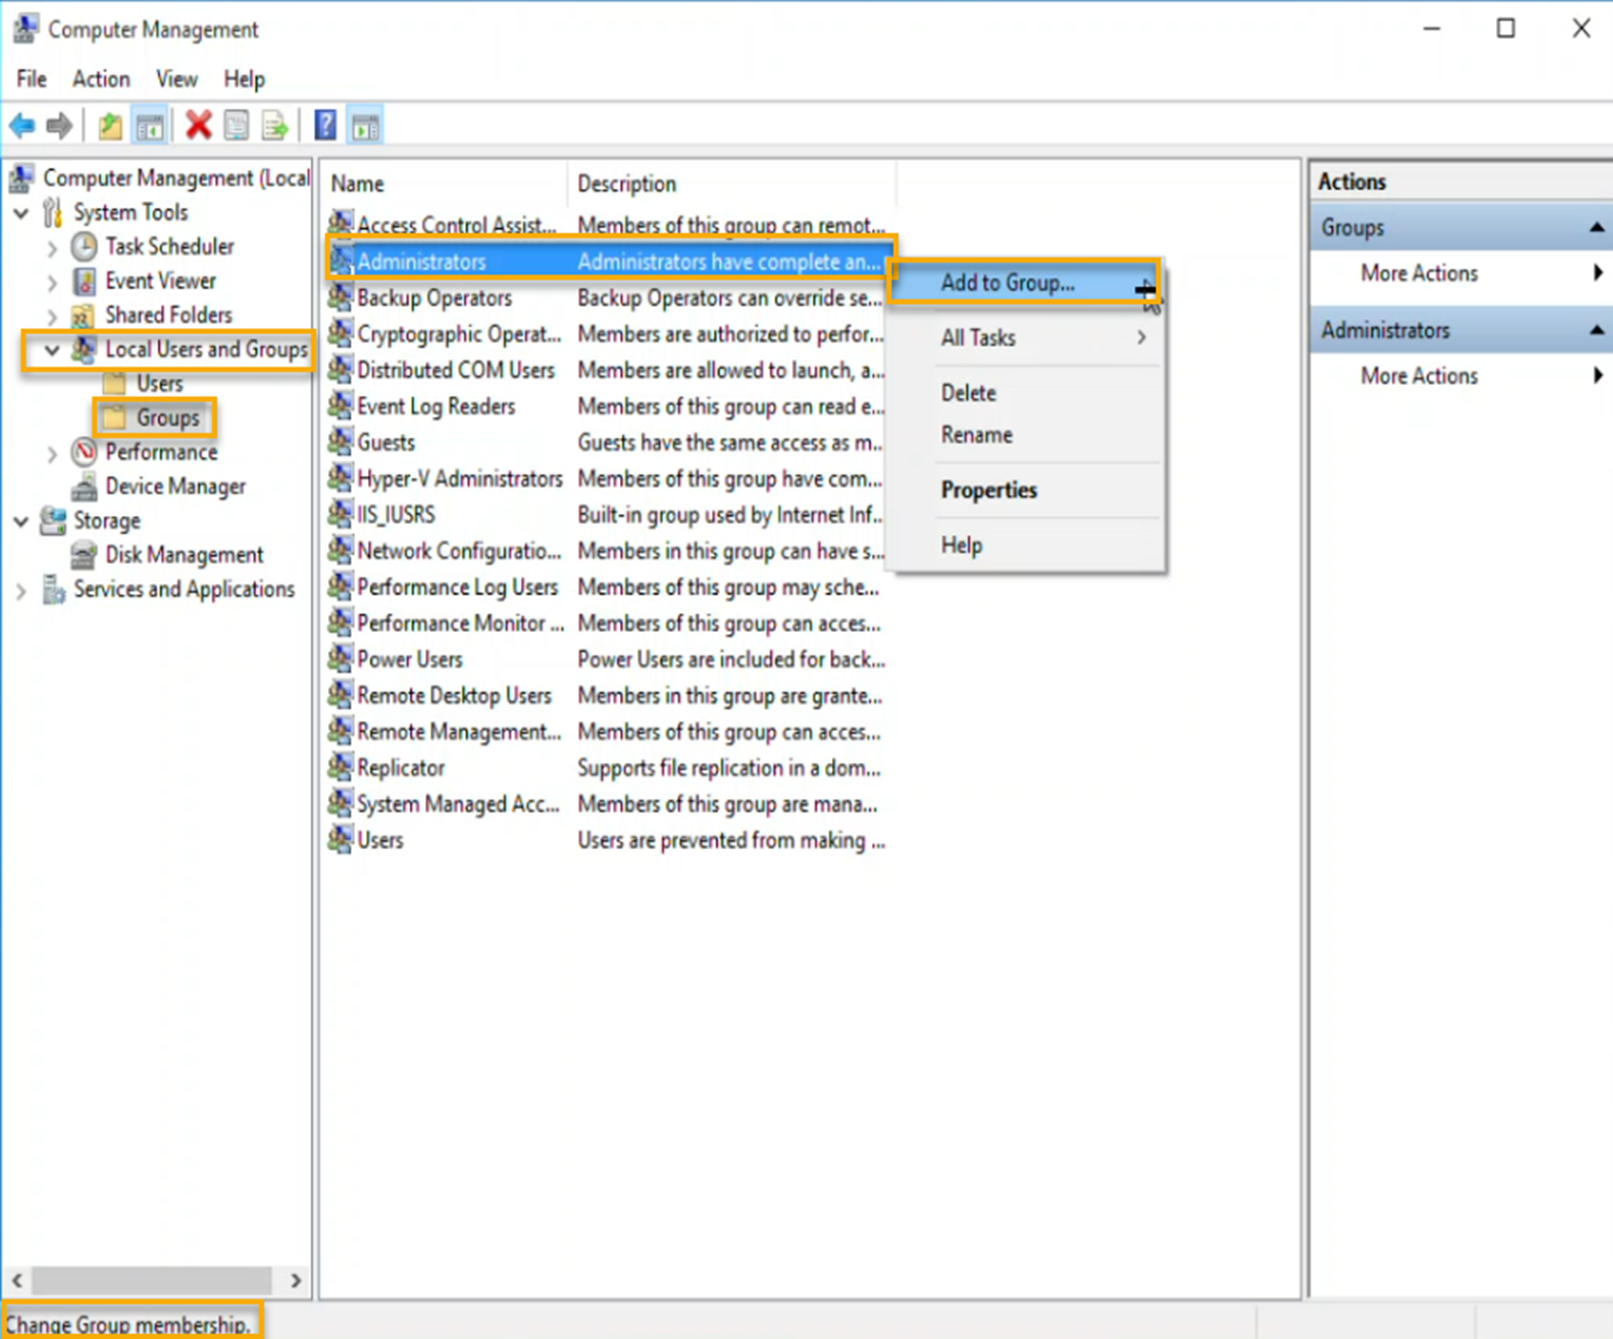 Computer Management
File Action View Help
Computer Management (Local
System Tools
Task Scheduler
Event Viewer
Shared Folders
Local Users and Groups
Users
Groups
Performance
Device Manager
Storage
Disk Management
Services and Applications
Name Description
Access Control Assist... Members of this group can remot...
Administrators Administrators have complete an...
Backup Operators Backup Operators can override se...
Cryptographic Operat... Members are authorized to perfor...
Distributed COM Users Members are allowed to launch, a...
Event Log Readers Members of this group can read e...
Guests Guests have the same access as m...
Hyper-V Administrators Members of this group have com...
IIS_IUSRS Built-in group used by Internet Inf...
Network Configuratio... Members in this group can have s...
Performance Log Users Members of this group may sche...
Performance Monitor ... Members of this group can acces...
Power Users Power Users are included for back...
Remote Desktop Users Members in this group are grante...
Remote Management... Members of this group can acces...
Replicator Supports file replication in a dom...
System Managed Acc... Members of this group are mana...
Users Users are prevented from making ...
Add to Group...
All Tasks
Delete
Rename
Properties
Help
Actions
Groups
More Actions
Administrators
More Actions
Change Group membership.